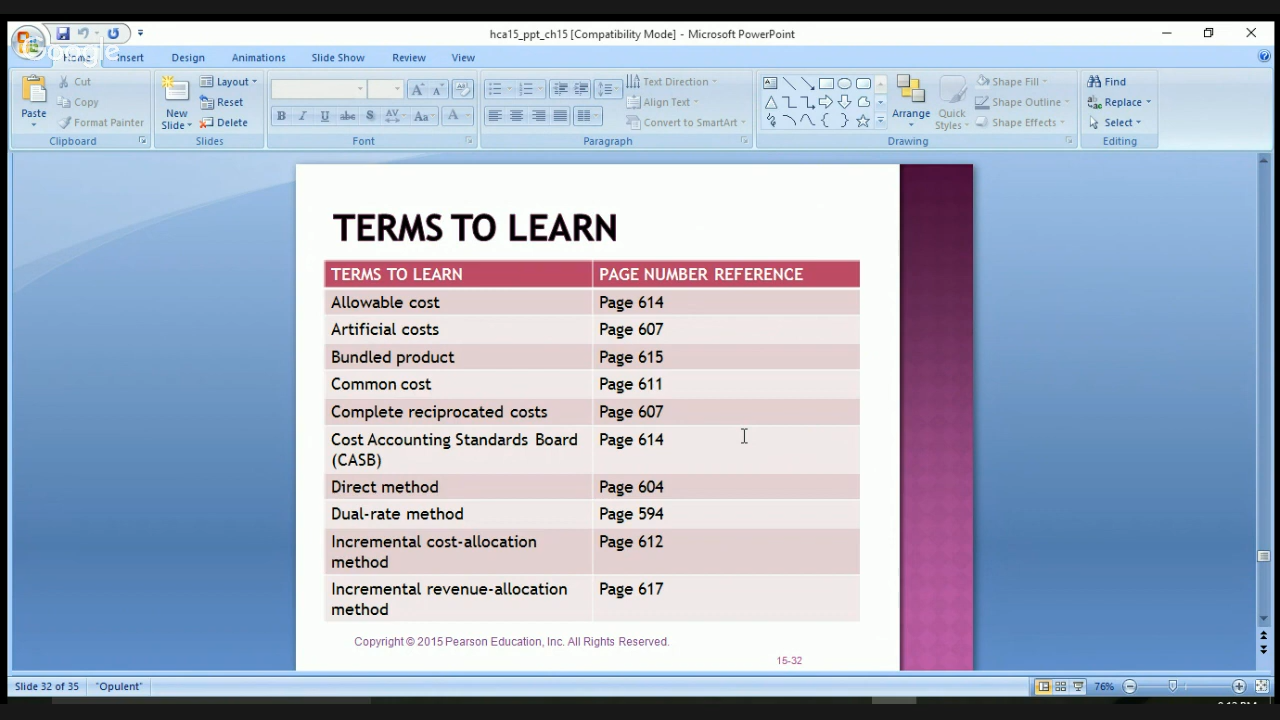 hca15_ppt_ch15 [Compatibility Mode] - Microsoft PowerPoint
Google
Home Insert Design Animations Slide Show Review View
Paste
Cut
Copy
Format Painter
Clipboard
New Slide
Layout
Reset
Delete
Slides
B I U abc S AV Aa A
Font
Text Direction
Align Text
Convert to SmartArt
Paragraph
Arrange
Quick Styles
Shape Fill
Shape Outline
Shape Effects
Drawing
Find
Replace
Select
Editing
TERMS TO LEARN
TERMS TO LEARN PAGE NUMBER REFERENCE
Allowable cost Page 614
Artificial costs Page 607
Bundled product Page 615
Common cost Page 611
Complete reciprocated costs Page 607
Cost Accounting Standards Board Page 614
(CASB)
Direct method Page 604
Dual-rate method Page 594
Incremental cost-allocation Page 612
method
Incremental revenue-allocation Page 617
method
Copyright © 2015 Pearson Education, Inc. All Rights Reserved.
15-32
Slide 32 of 35 "Opulent" 76%